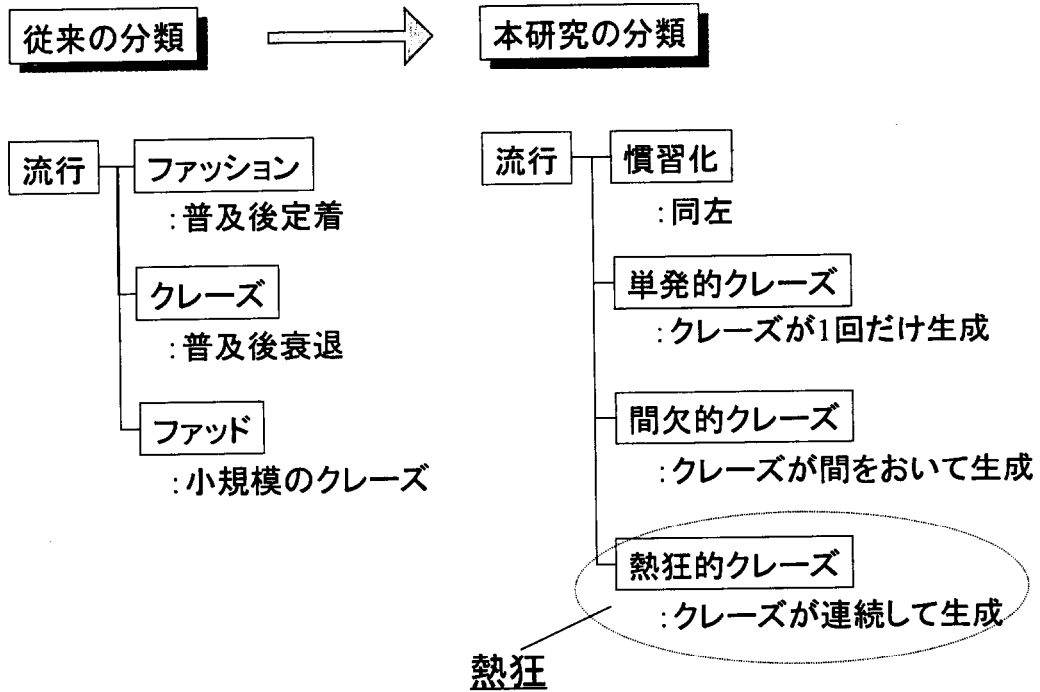 従来の分類
本研究の分類
流行
ファッション
:普及後定着
クレーズ
:普及後衰退
ファッド
:小規模のクレーズ
流行
慣習化
:同左
単発的クレーズ
:クレーズが1回だけ生成
間欠的クレーズ
:クレーズが間をおいて生成
熱狂的クレーズ
:クレーズが連続して生成
熱狂